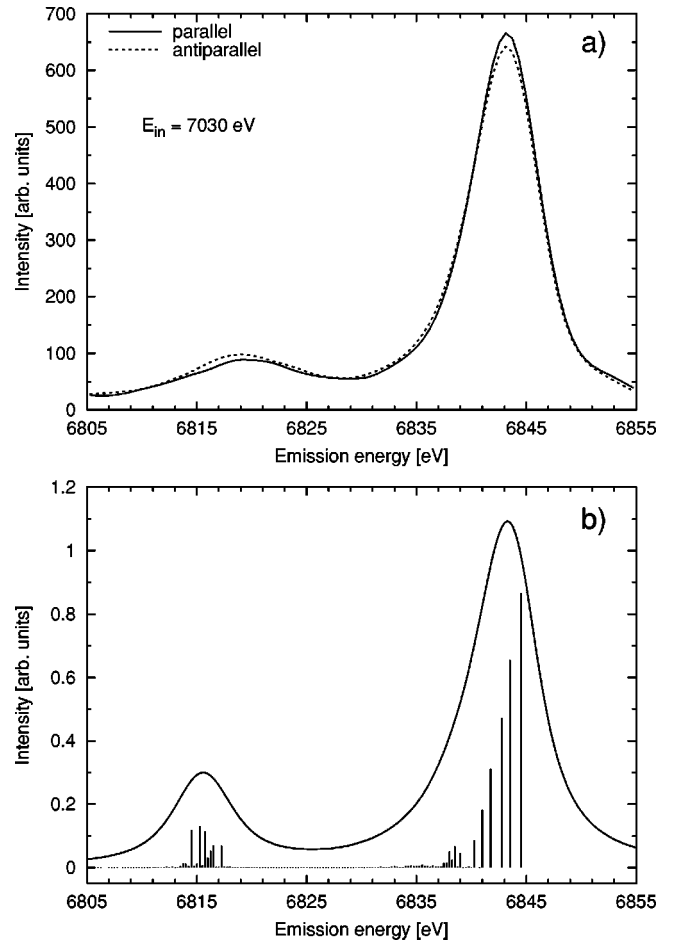 a)
parallel
antiparallel
E_in = 7030 eV
Intensity [arb. units]
700
600
500
400
300
200
100
0
6805 6815 6825 6835 6845 6855
Emission energy [eV]
b)
Intensity [arb. units]
1.2
1
0.8
0.6
0.4
0.2
0
6805 6815 6825 6835 6845 6855
Emission energy [eV]